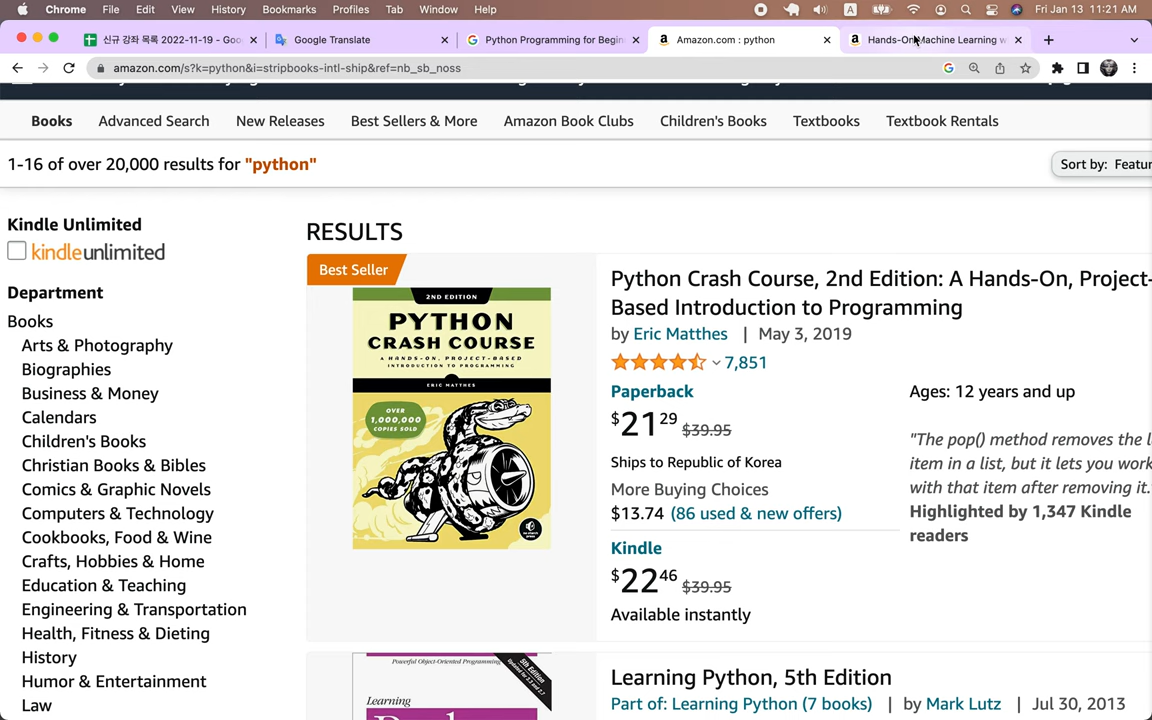 Chrome File Edit View History Bookmarks Profiles Tab Window Help A Fri Jan 13 11:21 AM
신규 강좌 목록 2022-11-19 - Goo
Google Translate
Python Programming for Begin
Amazon.com : python
Hands-On Machine Learning w
amazon.com/s?k=python&i=stripbooks-intl-ship&ref=nb_sb_noss
Books Advanced Search New Releases Best Sellers & More Amazon Book Clubs Children's Books Textbooks Textbook Rentals
1-16 of over 20,000 results for "python"
Sort by: Featur
Kindle Unlimited
kindleunlimited
Department
Books
Arts & Photography
Biographies
Business & Money
Calendars
Children's Books
Christian Books & Bibles
Comics & Graphic Novels
Computers & Technology
Cookbooks, Food & Wine
Crafts, Hobbies & Home
Education & Teaching
Engineering & Transportation
Health, Fitness & Dieting
History
Humor & Entertainment
Law
RESULTS
Best Seller
2ND EDITION
PYTHON
CRASH COURSE
A HANDS-ON, PROJECT-BASED
INTRODUCTION TO PROGRAMMING
ERIC MATTHES
OVER
1,000,000
COPIES SOLD
Python Crash Course, 2nd Edition: A Hands-On, Project-
Based Introduction to Programming
by Eric Matthes | May 3, 2019
7,851
Paperback
$21 29 $39.95
Ships to Republic of Korea
More Buying Choices
$13.74 (86 used & new offers)
Kindle
$22 46 $39.95
Available instantly
Ages: 12 years and up
"The pop() method removes the l
item in a list, but it lets you work
with that item after removing it.
Highlighted by 1,347 Kindle
readers
Powerful Object-Oriented Programming
5th Edition
Learning
Learning Python, 5th Edition
Part of: Learning Python (7 books) | by Mark Lutz | Jul 30, 2013